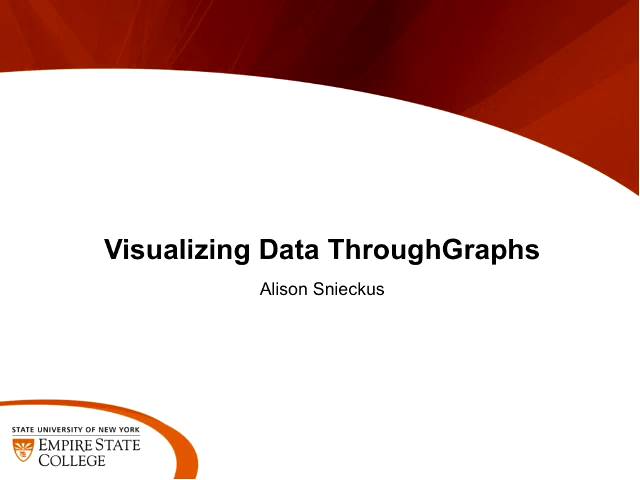 Visualizing Data ThroughGraphs
Alison Snieckus
STATE UNIVERSITY OF NEW YORK
EMPIRE STATE
COLLEGE